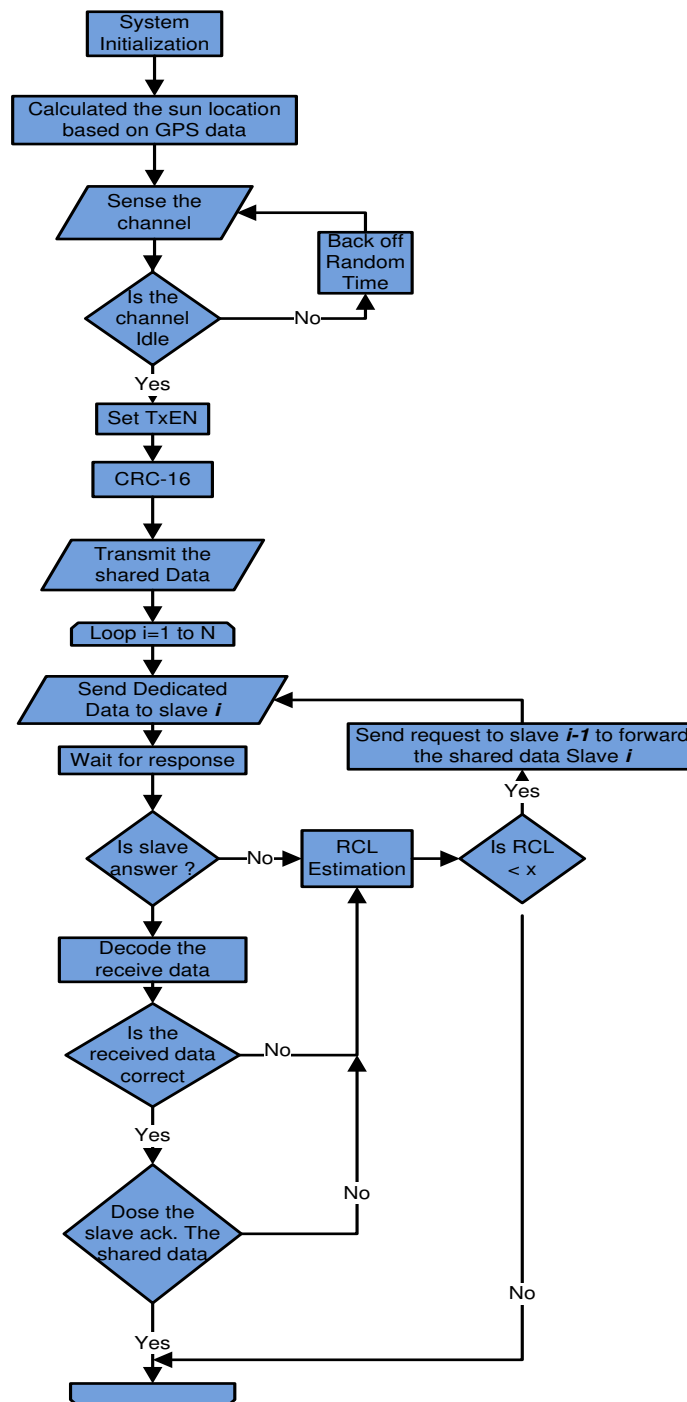 System
Initialization
Calculated the sun location
based on GPS data
Sense the
channel
Back off
Random
Time
Is the
channel
Idle
No
Yes
Set TxEN
CRC-16
Transmit the
shared Data
Loop i=1 to N
Send Dedicated
Data to slave i
Send request to slave i-1 to forward
the shared data Slave i
Wait for response
Yes
Is slave
answer ?
No
RCL
Estimation
Is RCL
< x
Decode the
receive data
Is the
received data
correct
No
Yes
Dose the
slave ack. The
shared data
No
No
Yes